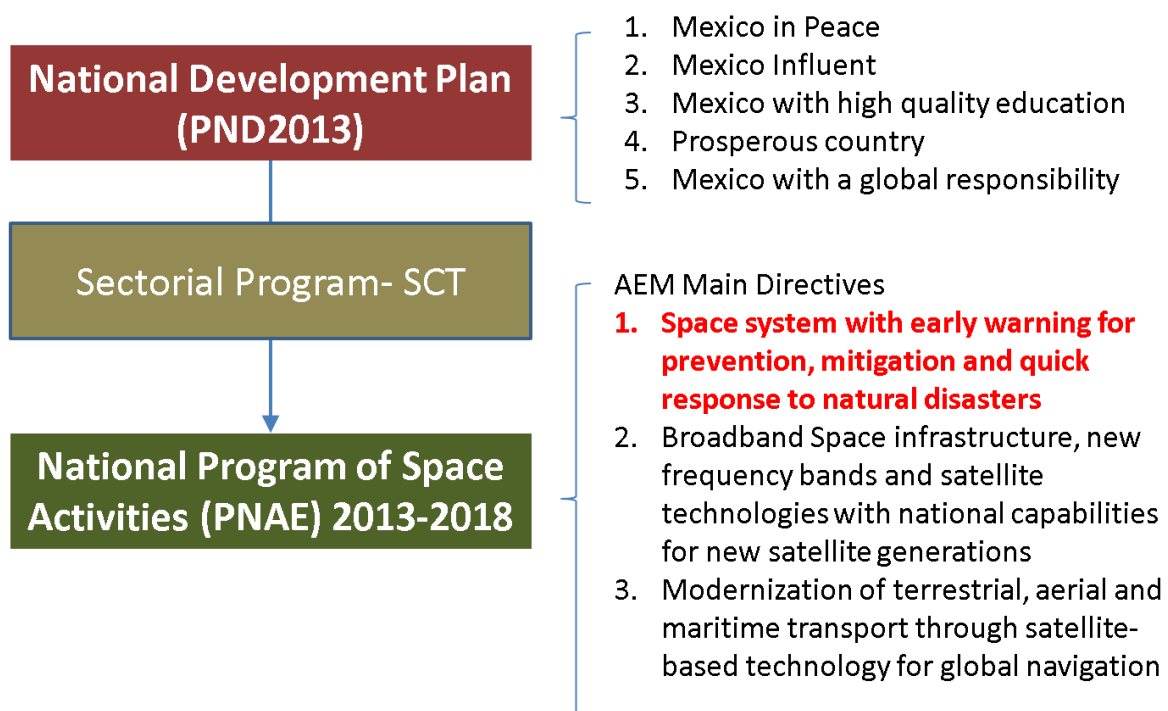 National Development Plan
(PND2013)
1. Mexico in Peace
2. Mexico Influent
3. Mexico with high quality education
4. Prosperous country
5. Mexico with a global responsibility
Sectorial Program- SCT
National Program of Space
Activities (PNAE) 2013-2018
AEM Main Directives
1. Space system with early warning for
prevention, mitigation and quick
response to natural disasters
2. Broadband Space infrastructure, new
frequency bands and satellite
technologies with national capabilities
for new satellite generations
3. Modernization of terrestrial, aerial and
maritime transport through satellite-
based technology for global navigation